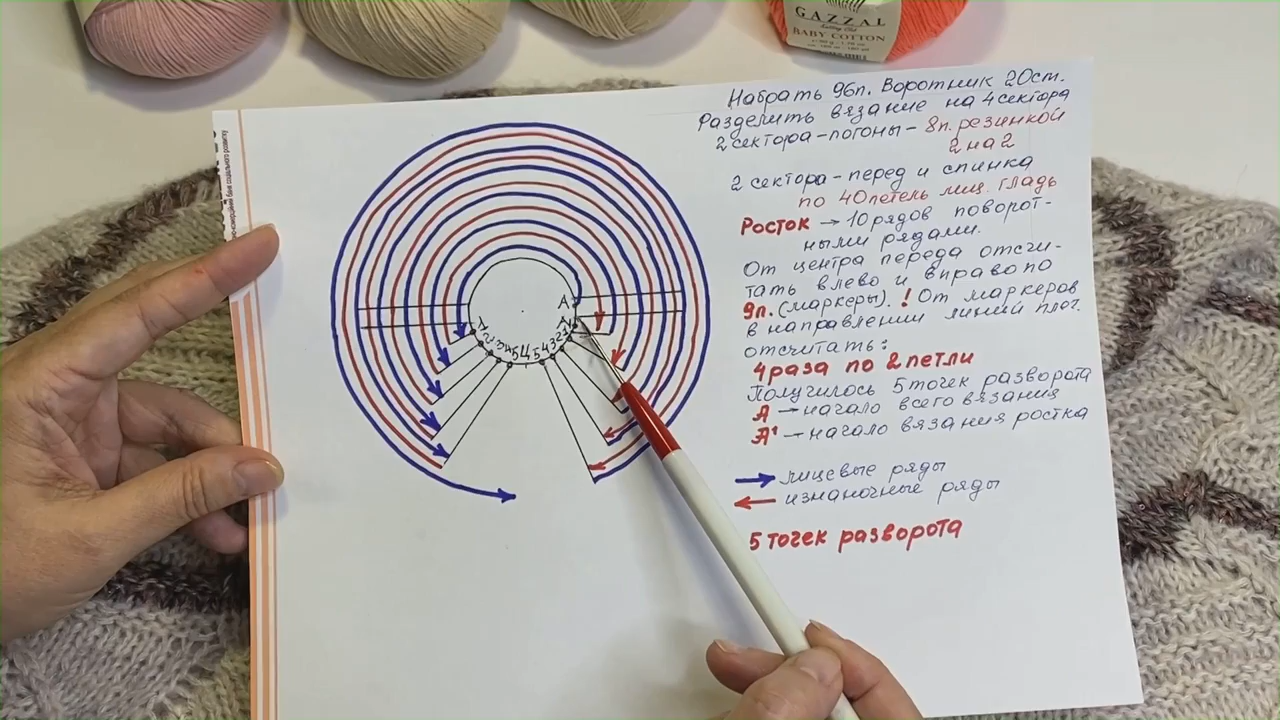 GAZZAL
BABY COTTON
Набрать 96п. Воротник 20см.
Разделить вязание на 4 сектора
2 сектора-погоны - 8п. резинкой
2 на 2
2 сектора - перед и спинка
по 40 петель лиц. гладь
Росток → 10 рядов поворот-
ными рядами.
От центра переда отсчи-
тать влево и вправо по
9п. (маркеры). ! От маркеров
в направлении линий плеч.
отсчитать:
4 раза по 2 петли
Получилось 5 точек разворота
А → начало всего вязания
А¹ → начало вязания ростка
→ лицевые ряды
← изнаночные ряды
5 точек разворота
А